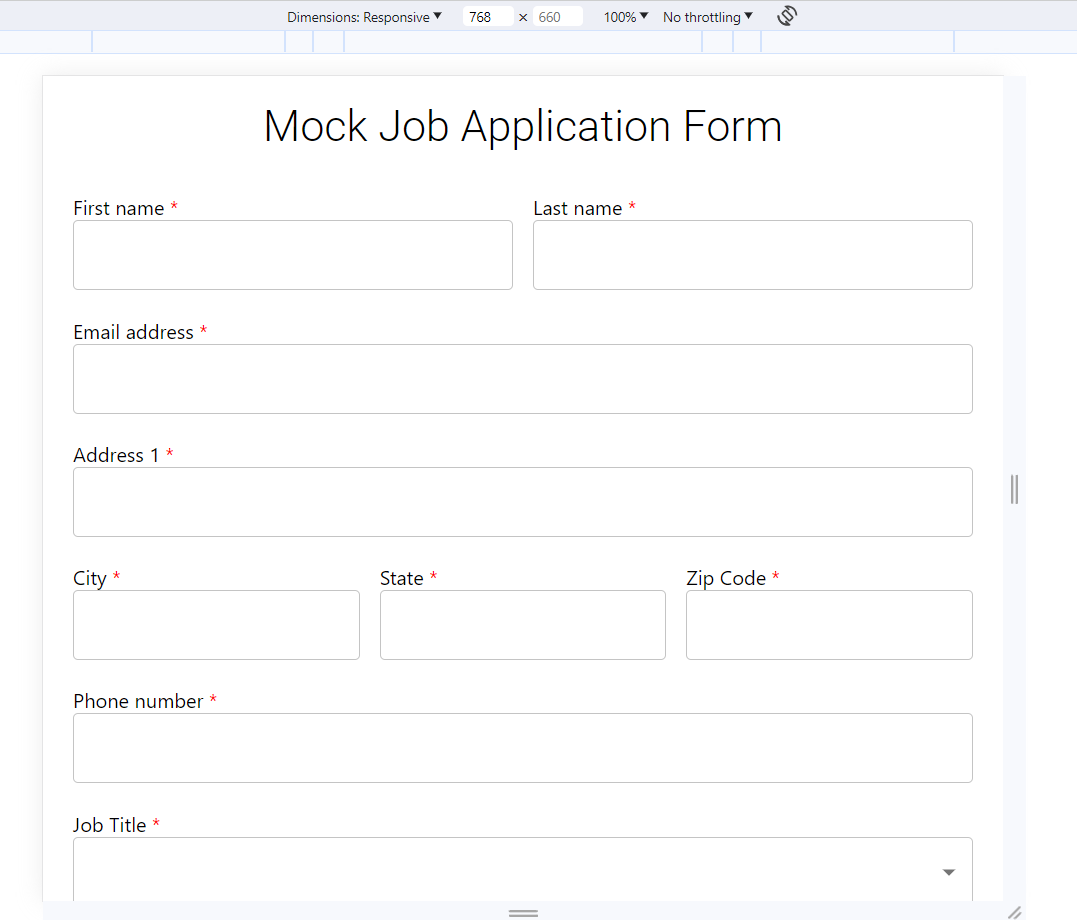 Dimensions: Responsive 768 × 660 100% No throttling
Mock Job Application Form
First name * Last name *
Email address *
Address 1 *
City * State * Zip Code *
Phone number *
Job Title *